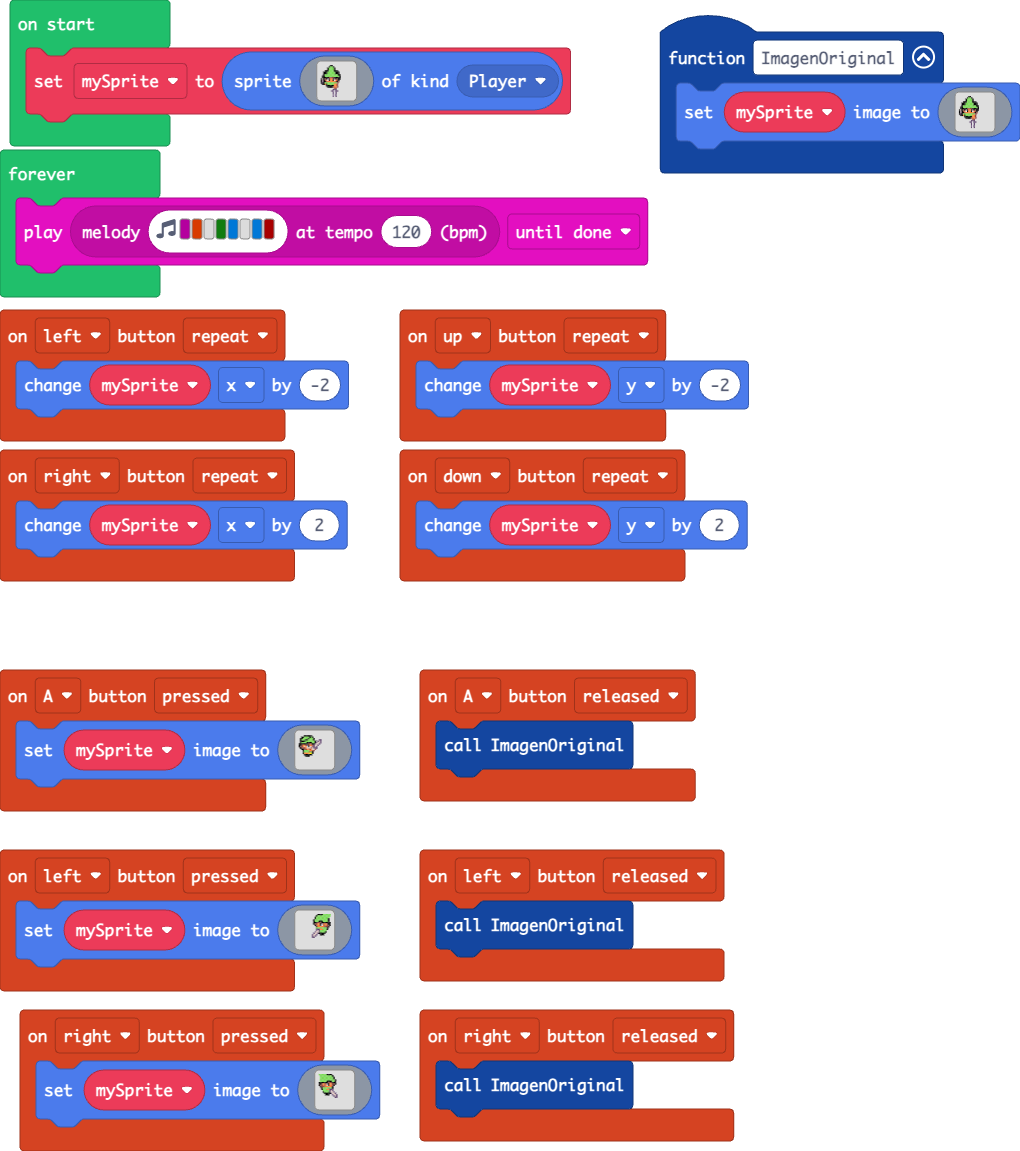 on start
set mySprite to sprite of kind Player
function ImagenOriginal
set mySprite image to
forever
play melody at tempo 120 (bpm) until done
on left button repeat
change mySprite x by -2
on up button repeat
change mySprite y by -2
on right button repeat
change mySprite x by 2
on down button repeat
change mySprite y by 2
on A button pressed
set mySprite image to
on A button released
call ImagenOriginal
on left button pressed
set mySprite image to
on left button released
call ImagenOriginal
on right button pressed
set mySprite image to
on right button released
call ImagenOriginal